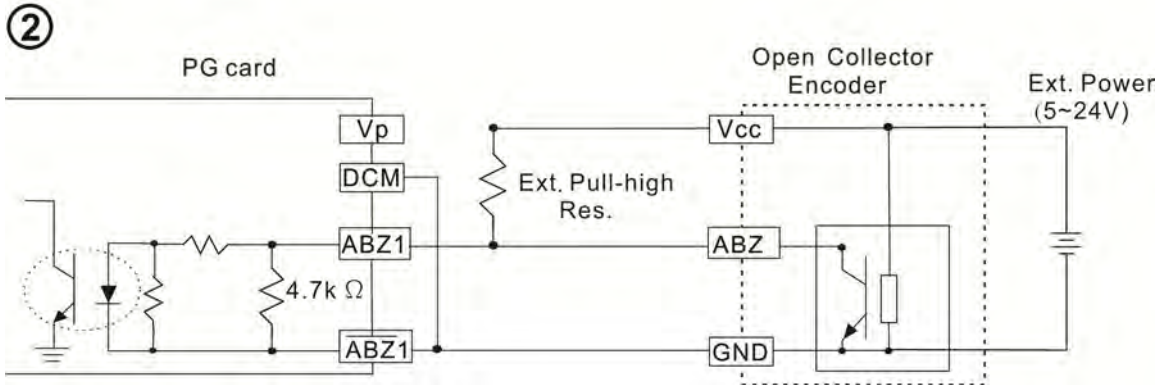 ②
PG card
Open Collector
Encoder
Ext. Power
(5~24V)
Vp
Vcc
DCM
Ext. Pull-high
Res.
ABZ1
ABZ
4.7k Ω
A̅B̅Z̅1̅
GND